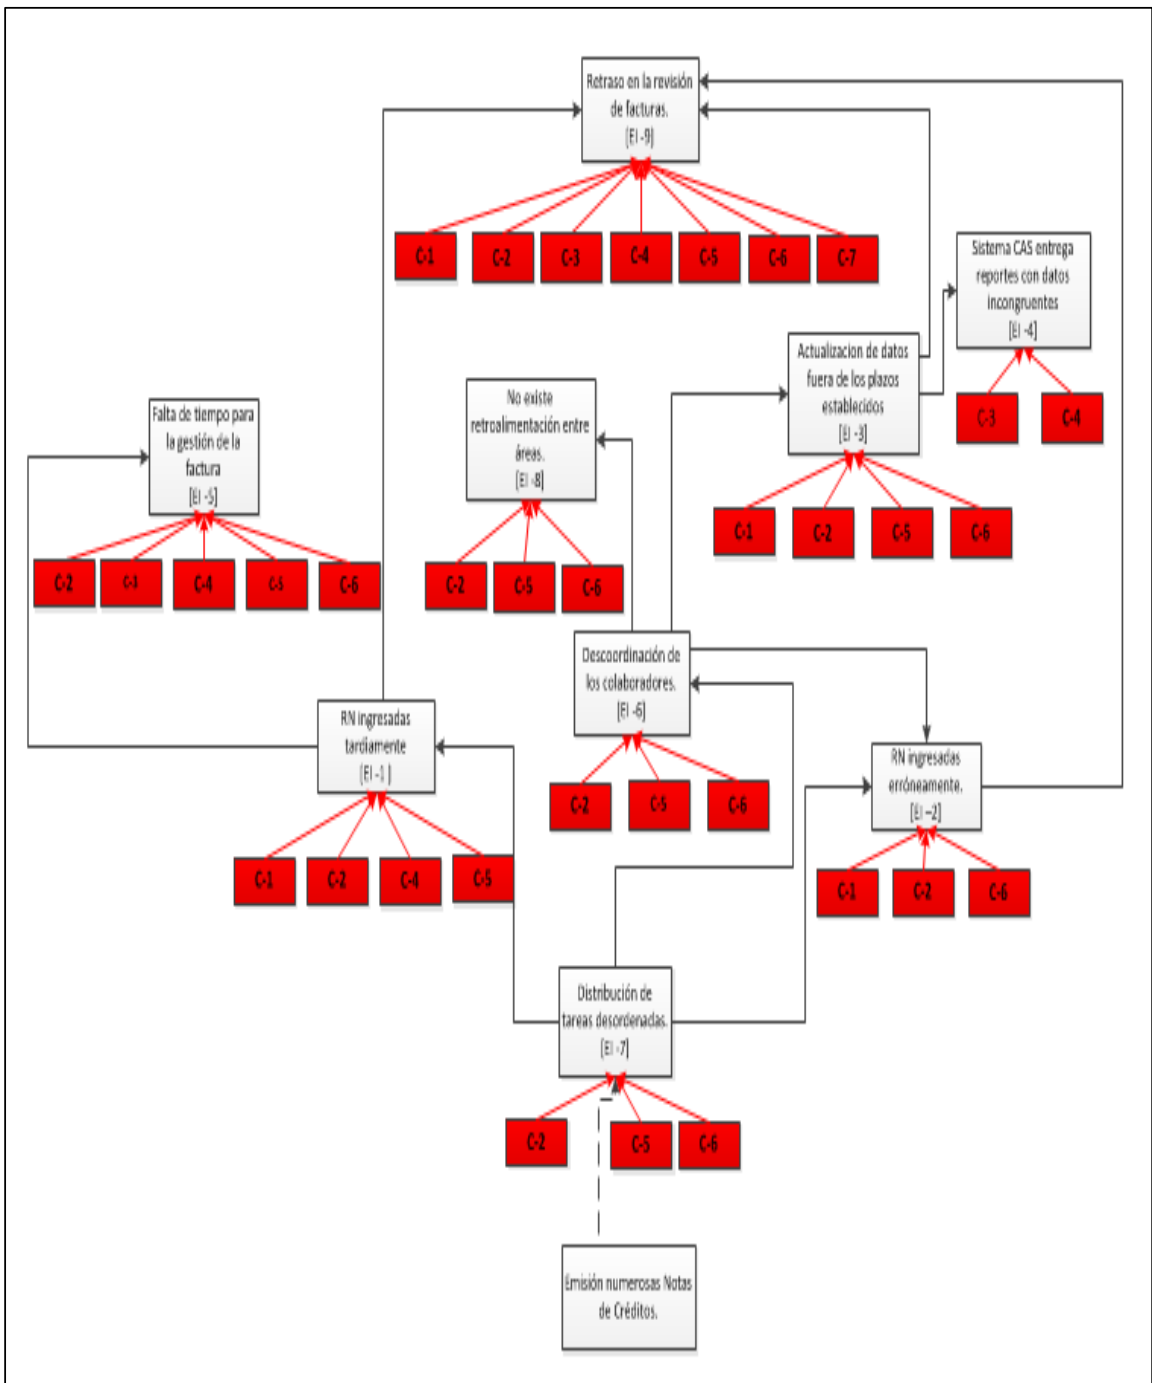 Retraso en la revisión
de facturas.
[EI -9]
C-1 C-2 C-3 C-4 C-5 C-6 C-7
Sistema CAS entrega
reportes con datos
incongruentes
[EI -4]
C-3 C-4
Actualizacion de datos
fuera de los plazos
establecidos
[EI -3]
C-1 C-2 C-5 C-6
No existe
retroalimentación entre
áreas.
[EI -8]
C-2 C-5 C-6
Falta de tiempo para
la gestión de la
factura
[EI -5]
C-2 C-3 C-4 C-5 C-6
Descoordinación de
los colaboradores.
[EI -6]
C-2 C-5 C-6
RN ingresadas
tardiamente
[EI -1 )
C-1 C-2 C-4 C-5
RN ingresadas
erróneamente.
[EI –2]
C-1 C-2 C-6
Distribución de
tareas desordenadas.
[EI -7]
C-2 C-5 C-6
Emisión numerosas Notas
de Créditos.